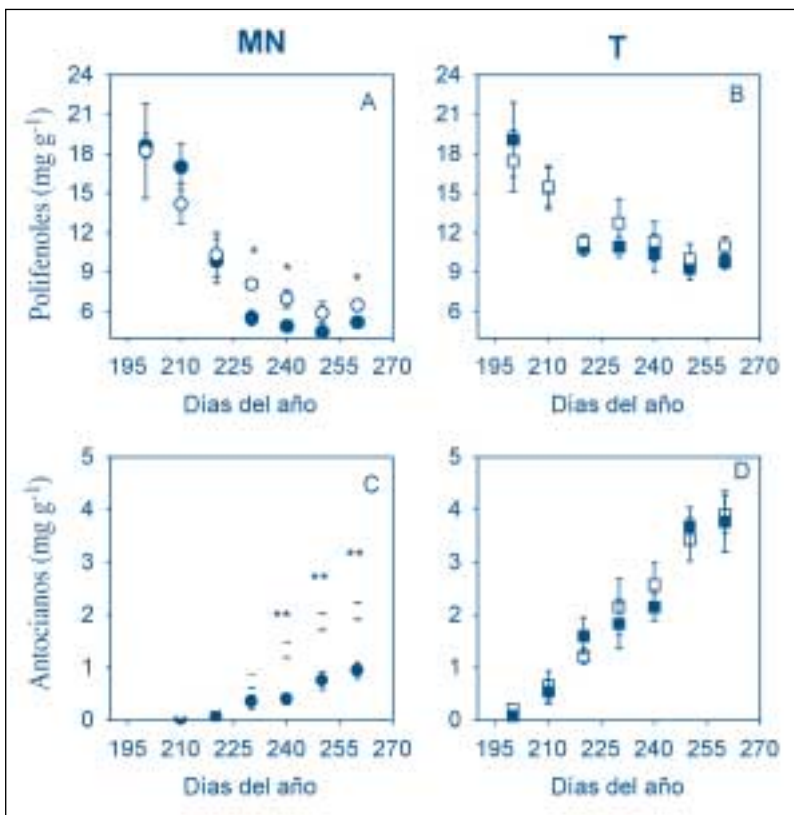 MN
T
Polifenoles (mg g-1)
24
21
18
15
12
9
6
A
*
*
*
195 210 225 240 255 270
Días del año
B
24
21
18
15
12
9
6
195 210 225 240 255 270
Días del año
Antocianos (mg g-1)
5
4
3
2
1
0
C
**
**
**
195 210 225 240 255 270
Días del año
D
5
4
3
2
1
0
195 210 225 240 255 270
Días del año